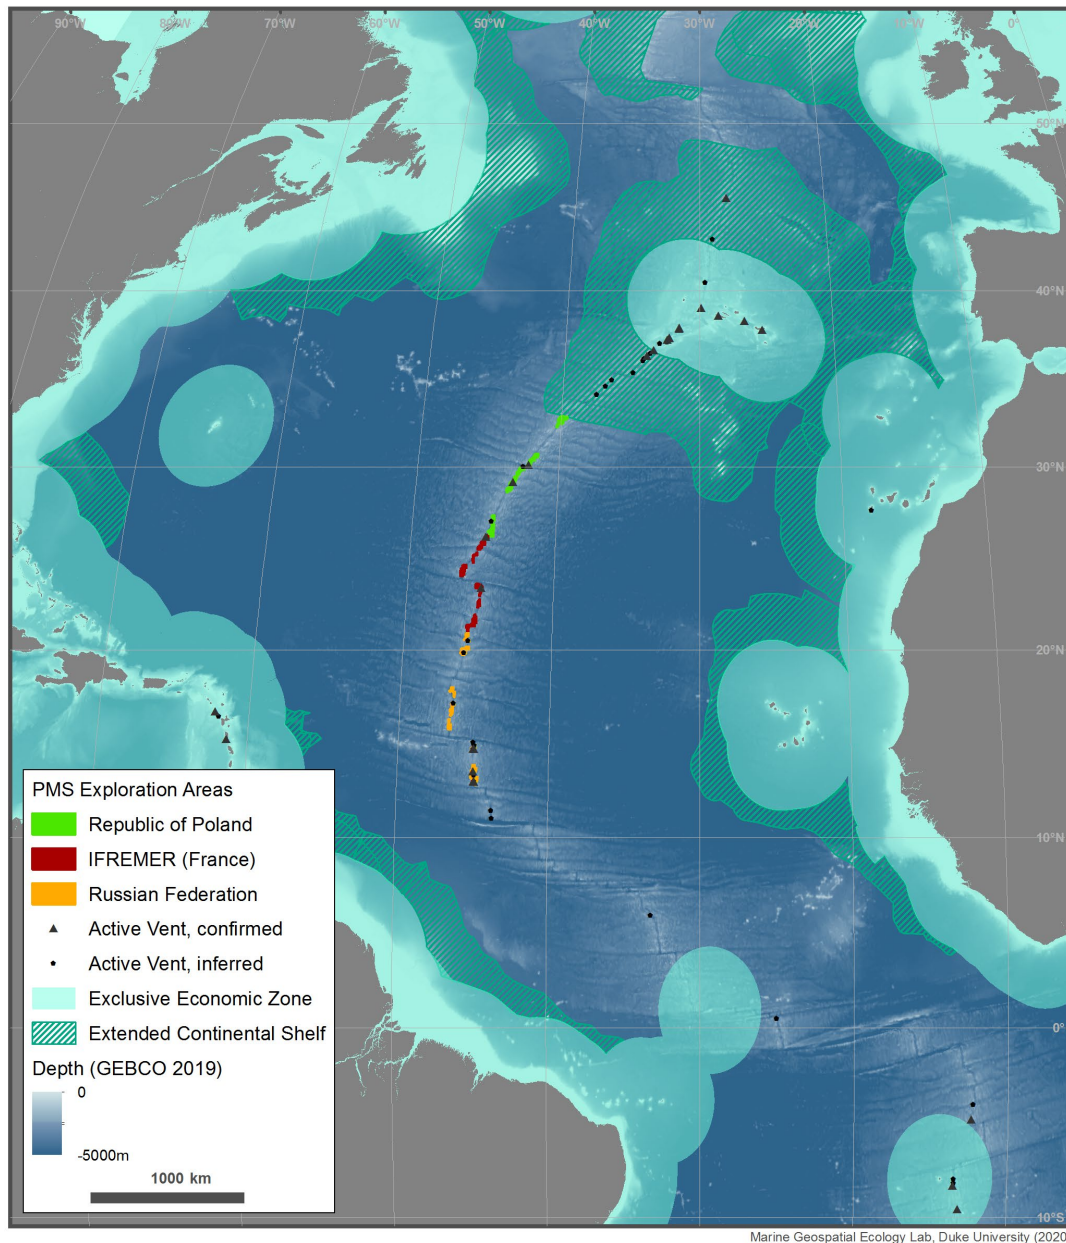 90°W 80°W 70°W 60°W 50°W 40°W 30°W 20°W 10°W 0°
50°N
40°N
30°N
20°N
10°N
0°
10°S
PMS Exploration Areas
Republic of Poland
IFREMER (France)
Russian Federation
Active Vent, confirmed
Active Vent, inferred
Exclusive Economic Zone
Extended Continental Shelf
Depth (GEBCO 2019)
0
-5000m
1000 km
Marine Geospatial Ecology Lab, Duke University (2020